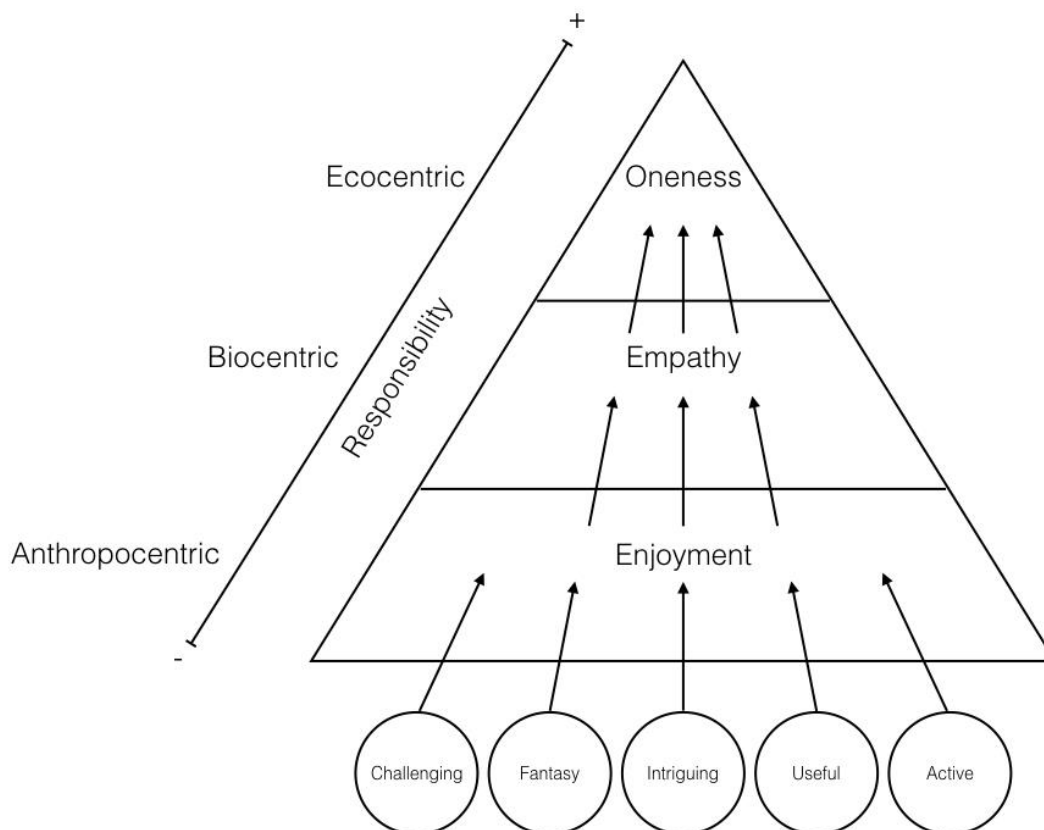 +
Ecocentric
Oneness
Responsibility
Biocentric
Empathy
Anthropocentric
Enjoyment
-
Challenging
Fantasy
Intriguing
Useful
Active